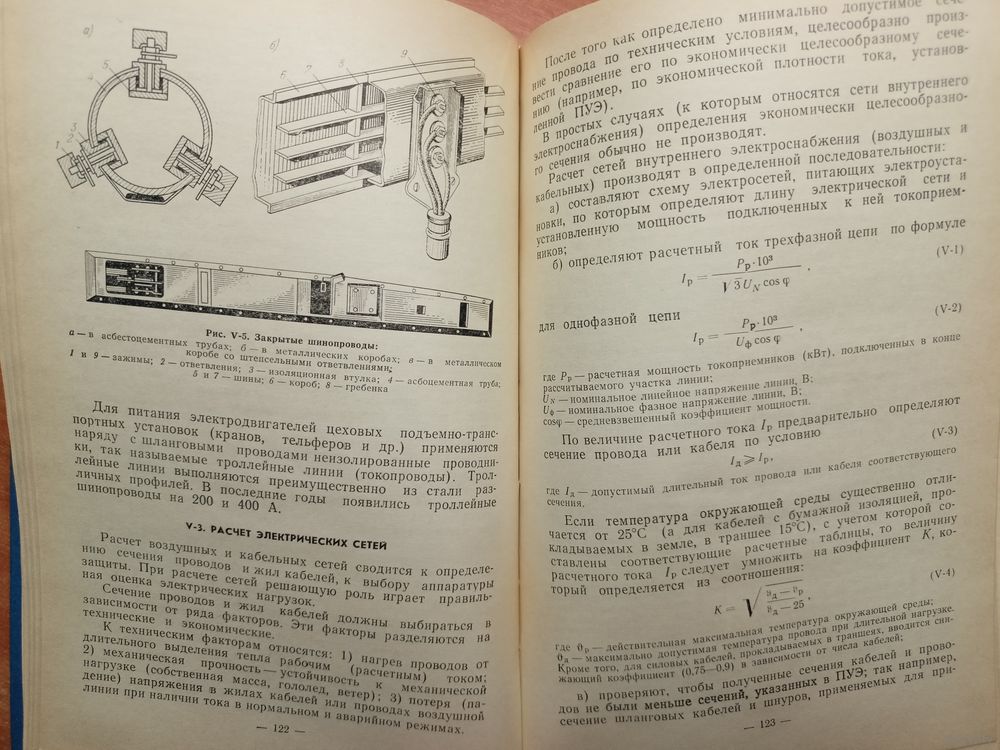 а)
5
4
3
2
1
б)
6
7
3
9
Рис. V-5. Закрытые шинопроводы:
а — в асбестоцементных трубах; б — в металлических коробах; в — в металлическом
коробе со штепсельными ответвлениями;
1 и 9 — зажимы; 2 — ответвления; 3 — изоляционная втулка; 4 — асбоцементная труба;
5 и 7 — шины; 6 — короб; 8 — гребенка
Для питания электродвигателей цеховых подъемно-транс-
портных установок (кранов, тельферов и др.) применяются
наряду с шланговыми проводами неизолированные проводни-
ки, так называемые троллейные линии (токопроводы). Трол-
лейные линии выполняются преимущественно из стали раз-
личных профилей. В последние годы появились троллейные
шинопроводы на 200 и 400 А.
V-3. РАСЧЕТ ЭЛЕКТРИЧЕСКИХ СЕТЕЙ
Расчет воздушных и кабельных сетей сводится к определе-
нию сечения проводов и жил кабелей, к выбору аппаратуры
защиты. При расчете сетей решающую роль играет правиль-
ная оценка электрических нагрузок.
Сечение проводов и жил кабелей должны выбираться в
зависимости от ряда факторов. Эти факторы разделяются на
технические и экономические.
К техническим факторам относятся: 1) нагрев проводов от
длительного выделения тепла рабочим (расчетным) током;
2) механическая прочность — устойчивость к механической
нагрузке (собственная масса, гололед, ветер); 3) потеря (па-
дение) напряжения в жилах кабелей или проводах воздушной
линии при наличии тока в нормальном и аварийном режимах.
— 122 —
После того как определено минимально допустимое сече-
ние провода по техническим условиям, целесообразно произ-
вести сравнение его по экономически целесообразному сече-
нию (например, по экономической плотности тока, установ-
ленной ПУЭ).
В простых случаях (к которым относятся сети внутреннего
электроснабжения) определения экономически целесообразно-
го сечения обычно не производят.
Расчет сетей внутреннего электроснабжения (воздушных и
кабельных) производят в определенной последовательности:
а) составляют схему электросетей, питающих электроуста-
новки, по которым определяют длину электрической сети и
установленную мощность подключенных к ней токоприем-
ников;
б) определяют расчетный ток трехфазной цепи по формуле
Iр = Pр·10³ / √3 U_N cos φ , (V-1)
для однофазной цепи
Iр = Pр·10³ / Uф cos φ , (V-2)
где Pр — расчетная мощность токоприемников (кВт), подключенных в конце
рассчитываемого участка линии;
U_N — номинальное линейное напряжение линии, В;
Uф — номинальное фазное напряжение линии, В;
cosφ — средневзвешенный коэффициент мощности.
По величине расчетного тока Iр предварительно определяют
сечение провода или кабеля по условию
Iд ⩾ Iр, (V-3)
где Iд — допустимый длительный ток провода или кабеля соответствующего
сечения.
Если температура окружающей среды существенно отли-
чается от 25°С (а для кабелей с бумажной изоляцией, про-
кладываемых в земле, в траншее 15°С), с учетом которой со-
ставлены соответствующие расчетные таблицы, то величину
расчетного тока Iр следует умножить на коэффициент K, ко-
торый определяется из соотношения:
K = √ (ϑд — ϑр) / (ϑд — 25) , (V-4)
где ϑр — действительная максимальная температура окружающей среды;
ϑд — максимально допустимая температура провода при длительной нагрузке.
Кроме того, для силовых кабелей, прокладываемых в траншеях, вводится сни-
жающий коэффициент (0,75—0,9) в зависимости от числа кабелей;
в) проверяют, чтобы полученные сечения кабелей и прово-
дов не были меньше сечений, указанных в ПУЭ; так например,
сечение шланговых кабелей и шнуров, применяемых для при-
— 123 —